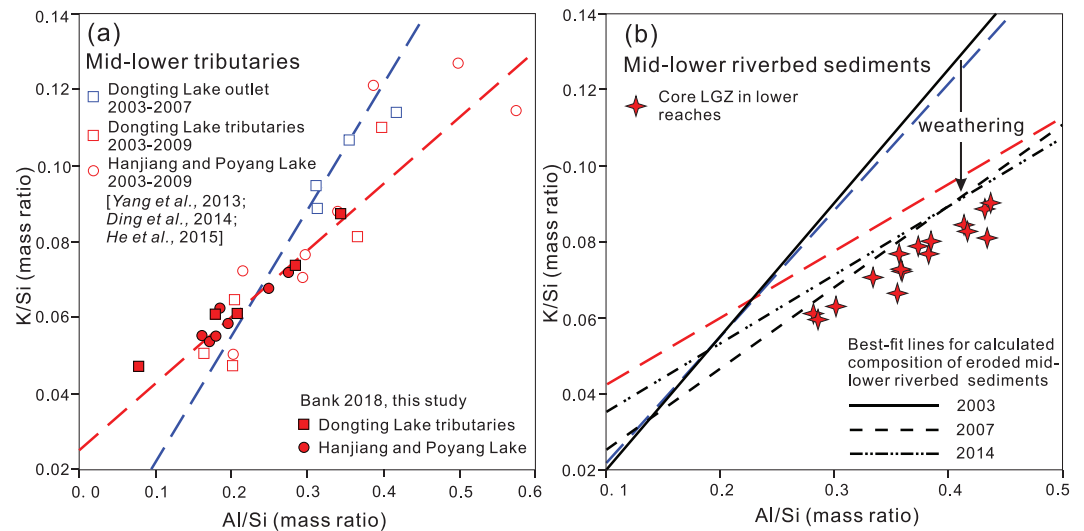 (a)
Mid-lower tributaries
Dongting Lake outlet
2003-2007
Dongting Lake tributaries
2003-2009
Hanjiang and Poyang Lake
2003-2009
[Yang et al., 2013;
Ding et al., 2014;
He et al., 2015]
Bank 2018, this study
Dongting Lake tributaries
Hanjiang and Poyang Lake
K/Si (mass ratio)
0.14
0.12
0.10
0.08
0.06
0.04
0.02
0.0
0.1
0.2
0.3
0.4
0.5
0.6
Al/Si (mass ratio)
(b)
Mid-lower riverbed sediments
Core LGZ in lower
reaches
weathering
Best-fit lines for calculated
composition of eroded mid-
lower riverbed sediments
2003
2007
2014
K/Si (mass ratio)
0.14
0.12
0.10
0.08
0.06
0.04
0.02
0.1
0.2
0.3
0.4
0.5
Al/Si (mass ratio)